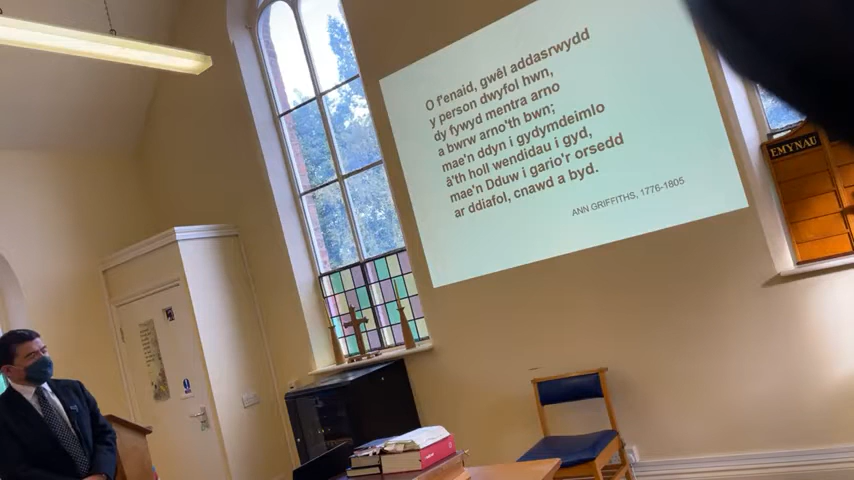 O f'enaid, gwêl addasrwydd
y person dwyfol hwn,
dy fywyd mentra arno
a bwrw arno'th bwn;
mae'n ddyn i gydymdeimlo
â'th holl wendidau i gyd,
mae'n Dduw i gario'r orsedd
ar ddiafol, cnawd a byd.
ANN GRIFFITHS, 1776-1805
EMYNAU